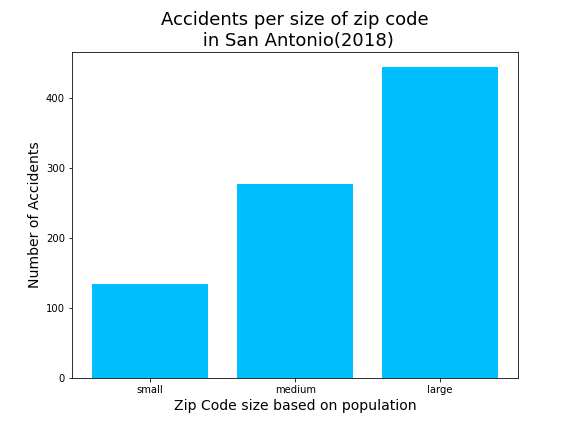 Accidents per size of zip code
in San Antonio(2018)
Number of Accidents
400
300
200
100
0
small
medium
large
Zip Code size based on population